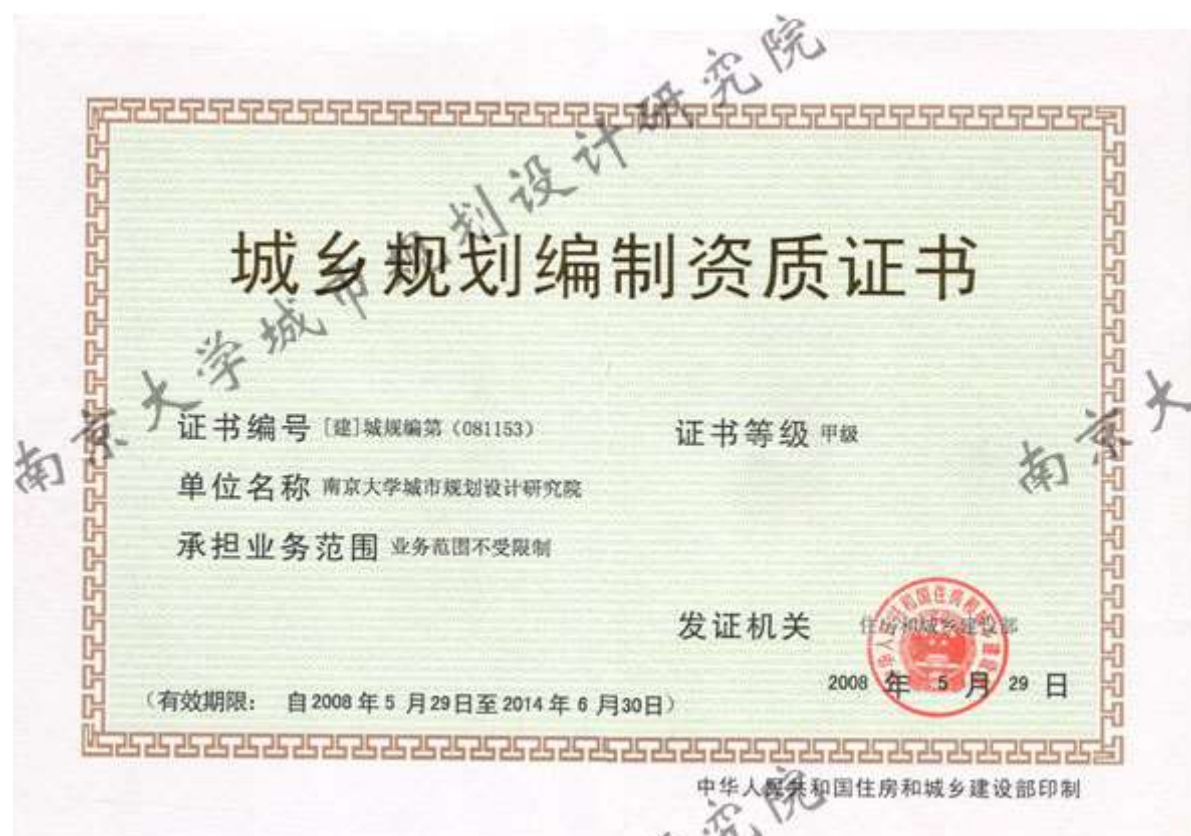 南京大学城市规划设计研究院
城乡规划编制资质证书
证书编号 [建]城规编第（081153）
证书等级 甲级
单位名称 南京大学城市规划设计研究院
承担业务范围 业务范围不受限制
南京大
发证机关 住房和城乡建设部
2008 年 5 月 29 日
（有效期限： 自2008年5月29日至2014年6月30日）
中华人民共和国住房和城乡建设部印制
究院